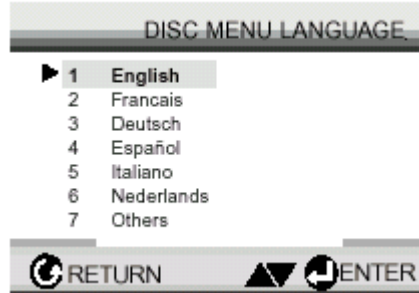 DISC MENU LANGUAGE
1 English
2 Francais
3 Deutsch
4 Español
5 Italiano
6 Nederlands
7 Others
RETURN ENTER